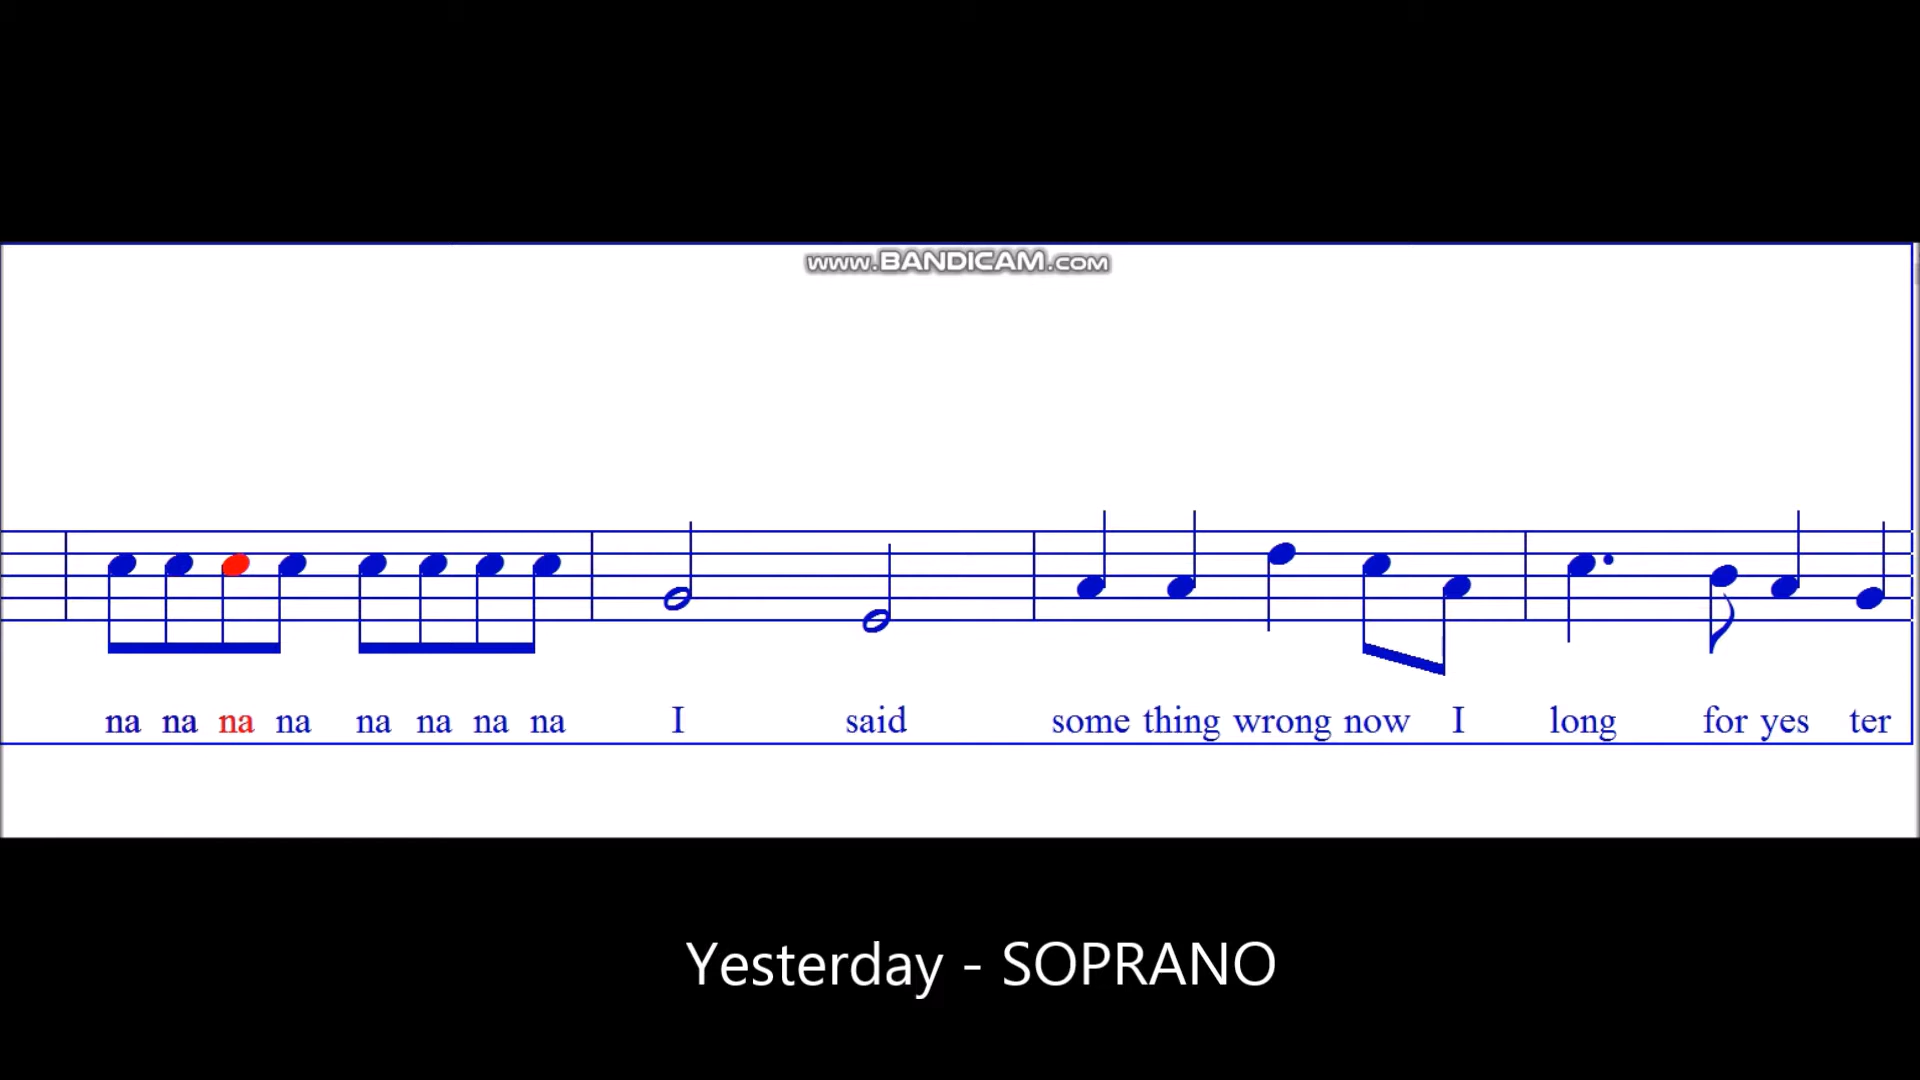 www.BANDICAM.com
na na na na na na na na I said some thing wrong now I long for yes ter
Yesterday - SOPRANO